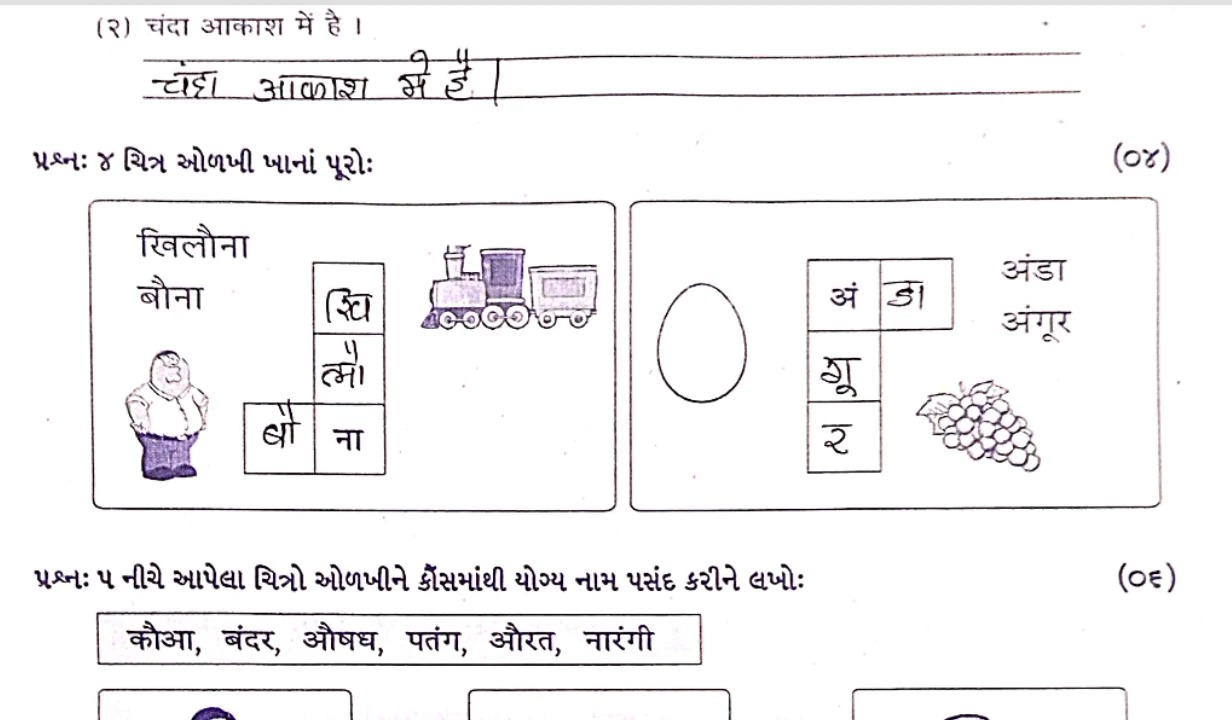 (२) चंदा आकाश में है ।
चंदा आकाश में है |
પ્રશ્ન: ૪ ચિત્ર ઓળખી ખાનાં પૂરો: (૦૪)
खिलौना
बौना
खि
लौ
बौ ना
अं डा
गू
र
अंडा
अंगूर
પ્રશ્ન: ૫ નીચે આપેલા ચિત્રો ઓળખીને કૌંસમાંથી યોગ્ય નામ પસંદ કરીને લખો: (૦૬)
कौआ, बंदर, औषध, पतंग, औरत, नारंगी